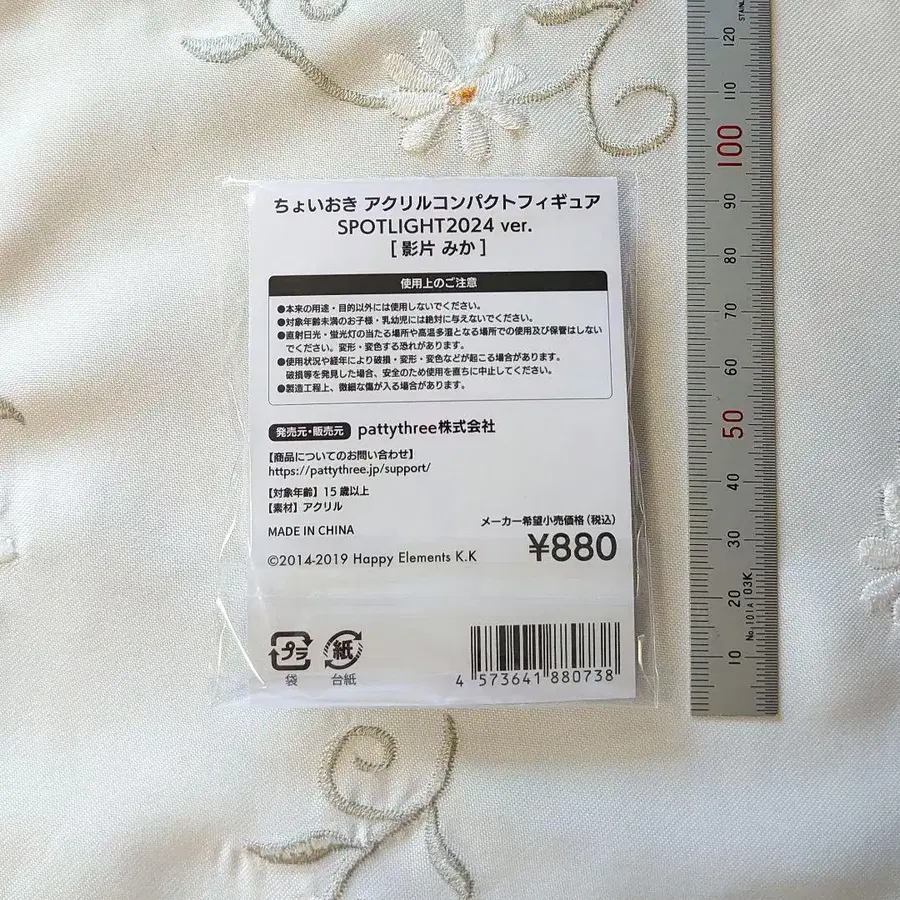 ちょいおき アクリルコンパクトフィギュア
SPOTLIGHT2024 ver.
[ 影片 みか ]
使用上のご注意
●本来の用途・目的以外には使用しないでください。
●対象年齢未満のお子様・乳幼児には絶対に与えないでください。
●直射日光・蛍光灯の当たる場所や高温多湿となる場所での使用及び保管はしない
でください。変形・変色する恐れがあります。
●使用状況や経年により破損・変形・変色などが起こる場合があります。
破損等を発見した場合、安全のため使用を直ちに中止してください。
●製造工程上、微細な傷が入る場合があります。
発売元・販売元 pattythree株式会社
【商品についてのお問い合わせ】
https://pattythree.jp/support/
【対象年齢】15歳以上
【素材】アクリル
MADE IN CHINA
メーカー希望小売価格(税込)
¥880
©2014-2019 Happy Elements K.K
プラ
袋
紙
台紙
4 573641 880738
120
110
100
90
80
70
60
50
40
30
20
10
No.101A 03K